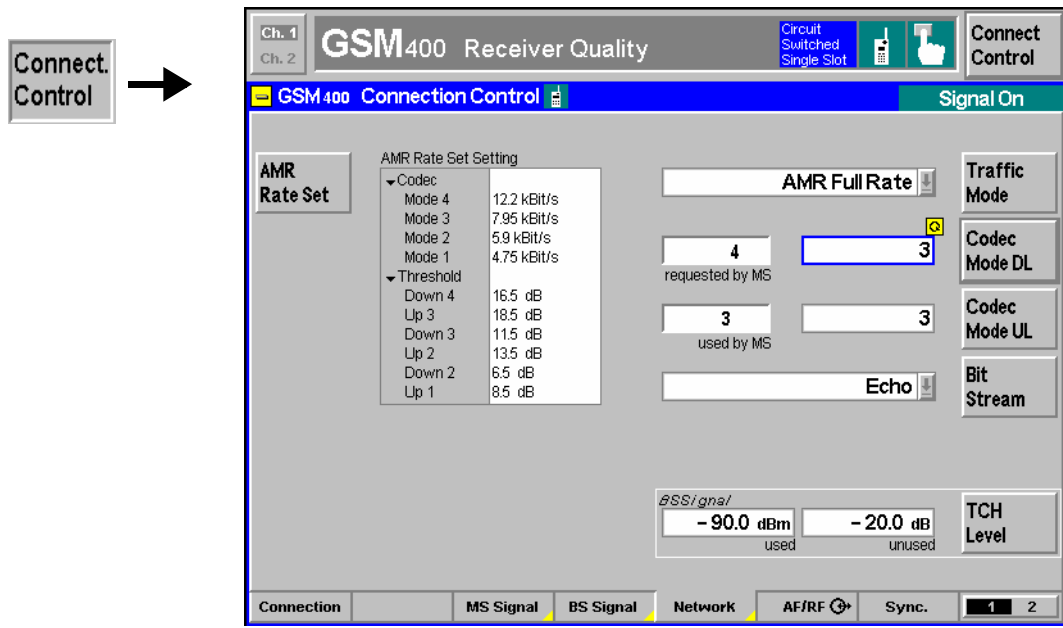 Connect.
Control
Ch. 1
Ch. 2
GSM400 Receiver Quality
Circuit
Switched
Single Slot
Connect
Control
GSM400 Connection Control
Signal On
AMR
Rate Set
AMR Rate Set Setting
Codec
Mode 4 12.2 kBit/s
Mode 3 7.95 kBit/s
Mode 2 5.9 kBit/s
Mode 1 4.75 kBit/s
Threshold
Down 4 16.5 dB
Up 3 18.5 dB
Down 3 11.5 dB
Up 2 13.5 dB
Down 2 6.5 dB
Up 1 8.5 dB
AMR Full Rate
Traffic
Mode
4
requested by MS
3
Codec
Mode DL
3
used by MS
3
Codec
Mode UL
Echo
Bit
Stream
BSSignal
– 90.0 dBm
used
– 20.0 dB
unused
TCH
Level
Connection MS Signal BS Signal Network AF/RF Sync. 1 2